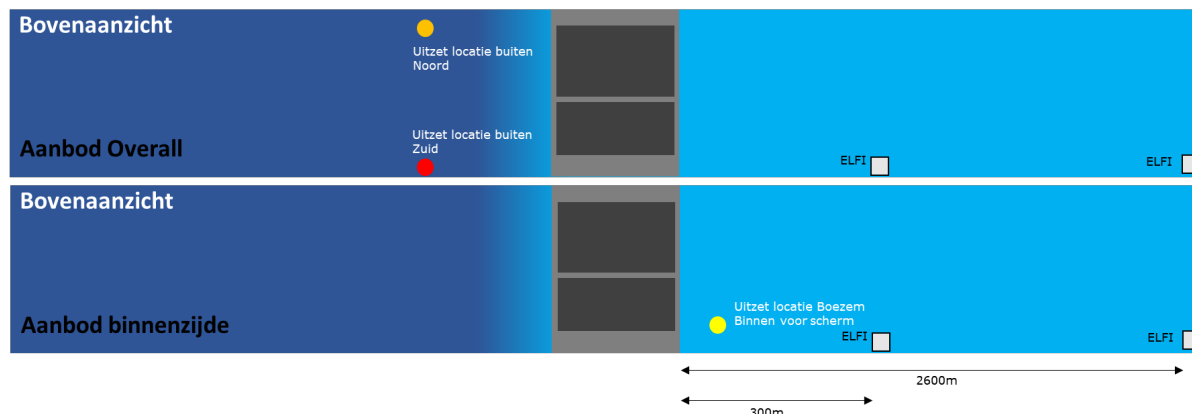 Bovenaanzicht
Uitzet locatie buiten
Noord
Uitzet locatie buiten
Zuid
Aanbod Overall
ELFI
ELFI
Bovenaanzicht
Uitzet locatie Boezem
Binnen voor scherm
Aanbod binnenzijde
ELFI
ELFI
2600m
300m